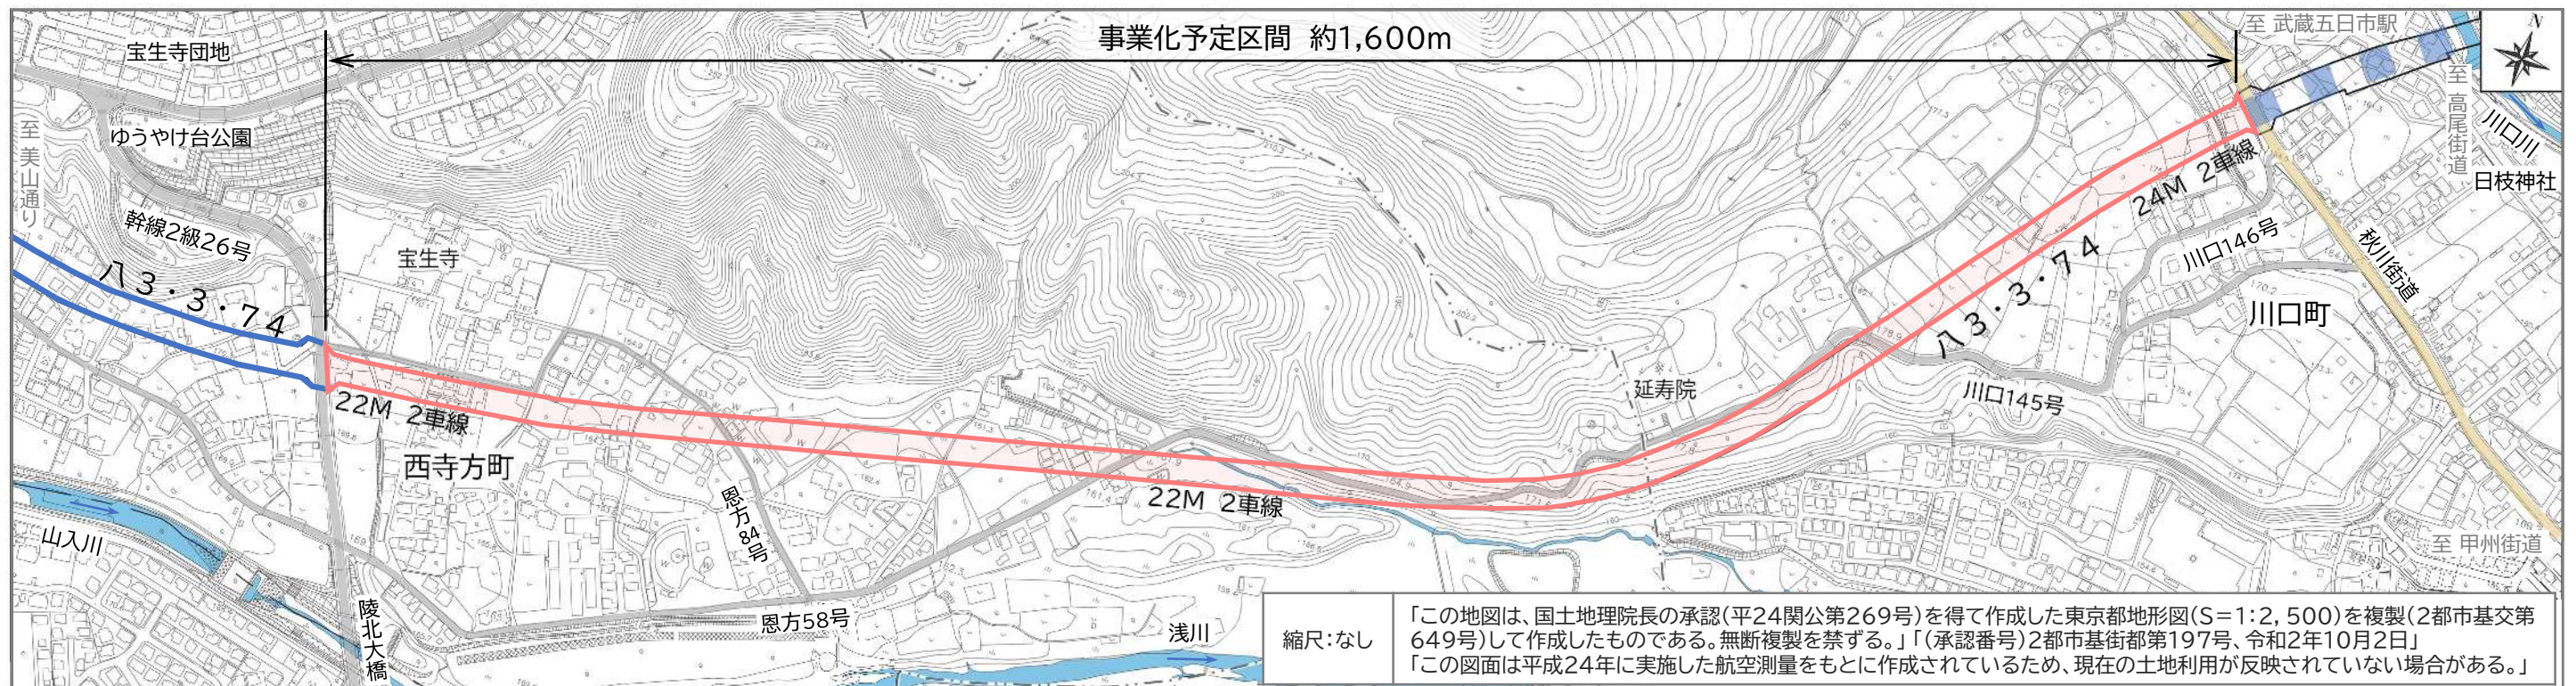 事業化予定区間 約1,600m
至 武蔵五日市駅
N
宝生寺団地
至 高尾街道
至 美山通り
ゆうやけ台公園
川口川
日枝神社
幹線2級26号
宝生寺
24M 2車線
川口146号
秋川街道
八3・3・74
八3・3・74
川口町
延寿院
川口145号
22M 2車線
西寺方町
22M 2車線
恩方84号
山入川
至 甲州街道
陵北大橋
恩方58号
浅川
縮尺:なし
「この地図は、国土地理院長の承認(平24関公第269号)を得て作成した東京都地形図(S=1:2,500)を複製(2都市基交第
649号)して作成したものである。無断複製を禁ずる。」「(承認番号)2都市基街都第197号、令和2年10月2日」
「この図面は平成24年に実施した航空測量をもとに作成されているため、現在の土地利用が反映されていない場合がある。」